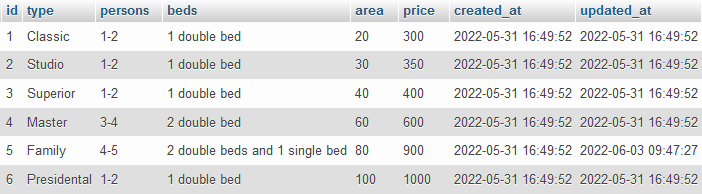 id type persons beds area price created_at updated_at
1 Classic 1-2 1 double bed 20 300 2022-05-31 16:49:52 2022-05-31 16:49:52
2 Studio 1-2 1 double bed 30 350 2022-05-31 16:49:52 2022-05-31 16:49:52
3 Superior 1-2 1 double bed 40 400 2022-05-31 16:49:52 2022-05-31 16:49:52
4 Master 3-4 2 double bed 60 600 2022-05-31 16:49:52 2022-05-31 16:49:52
5 Family 4-5 2 double beds and 1 single bed 80 900 2022-05-31 16:49:52 2022-06-03 09:47:27
6 Presidental 1-2 1 double bed 100 1000 2022-05-31 16:49:52 2022-05-31 16:49:52